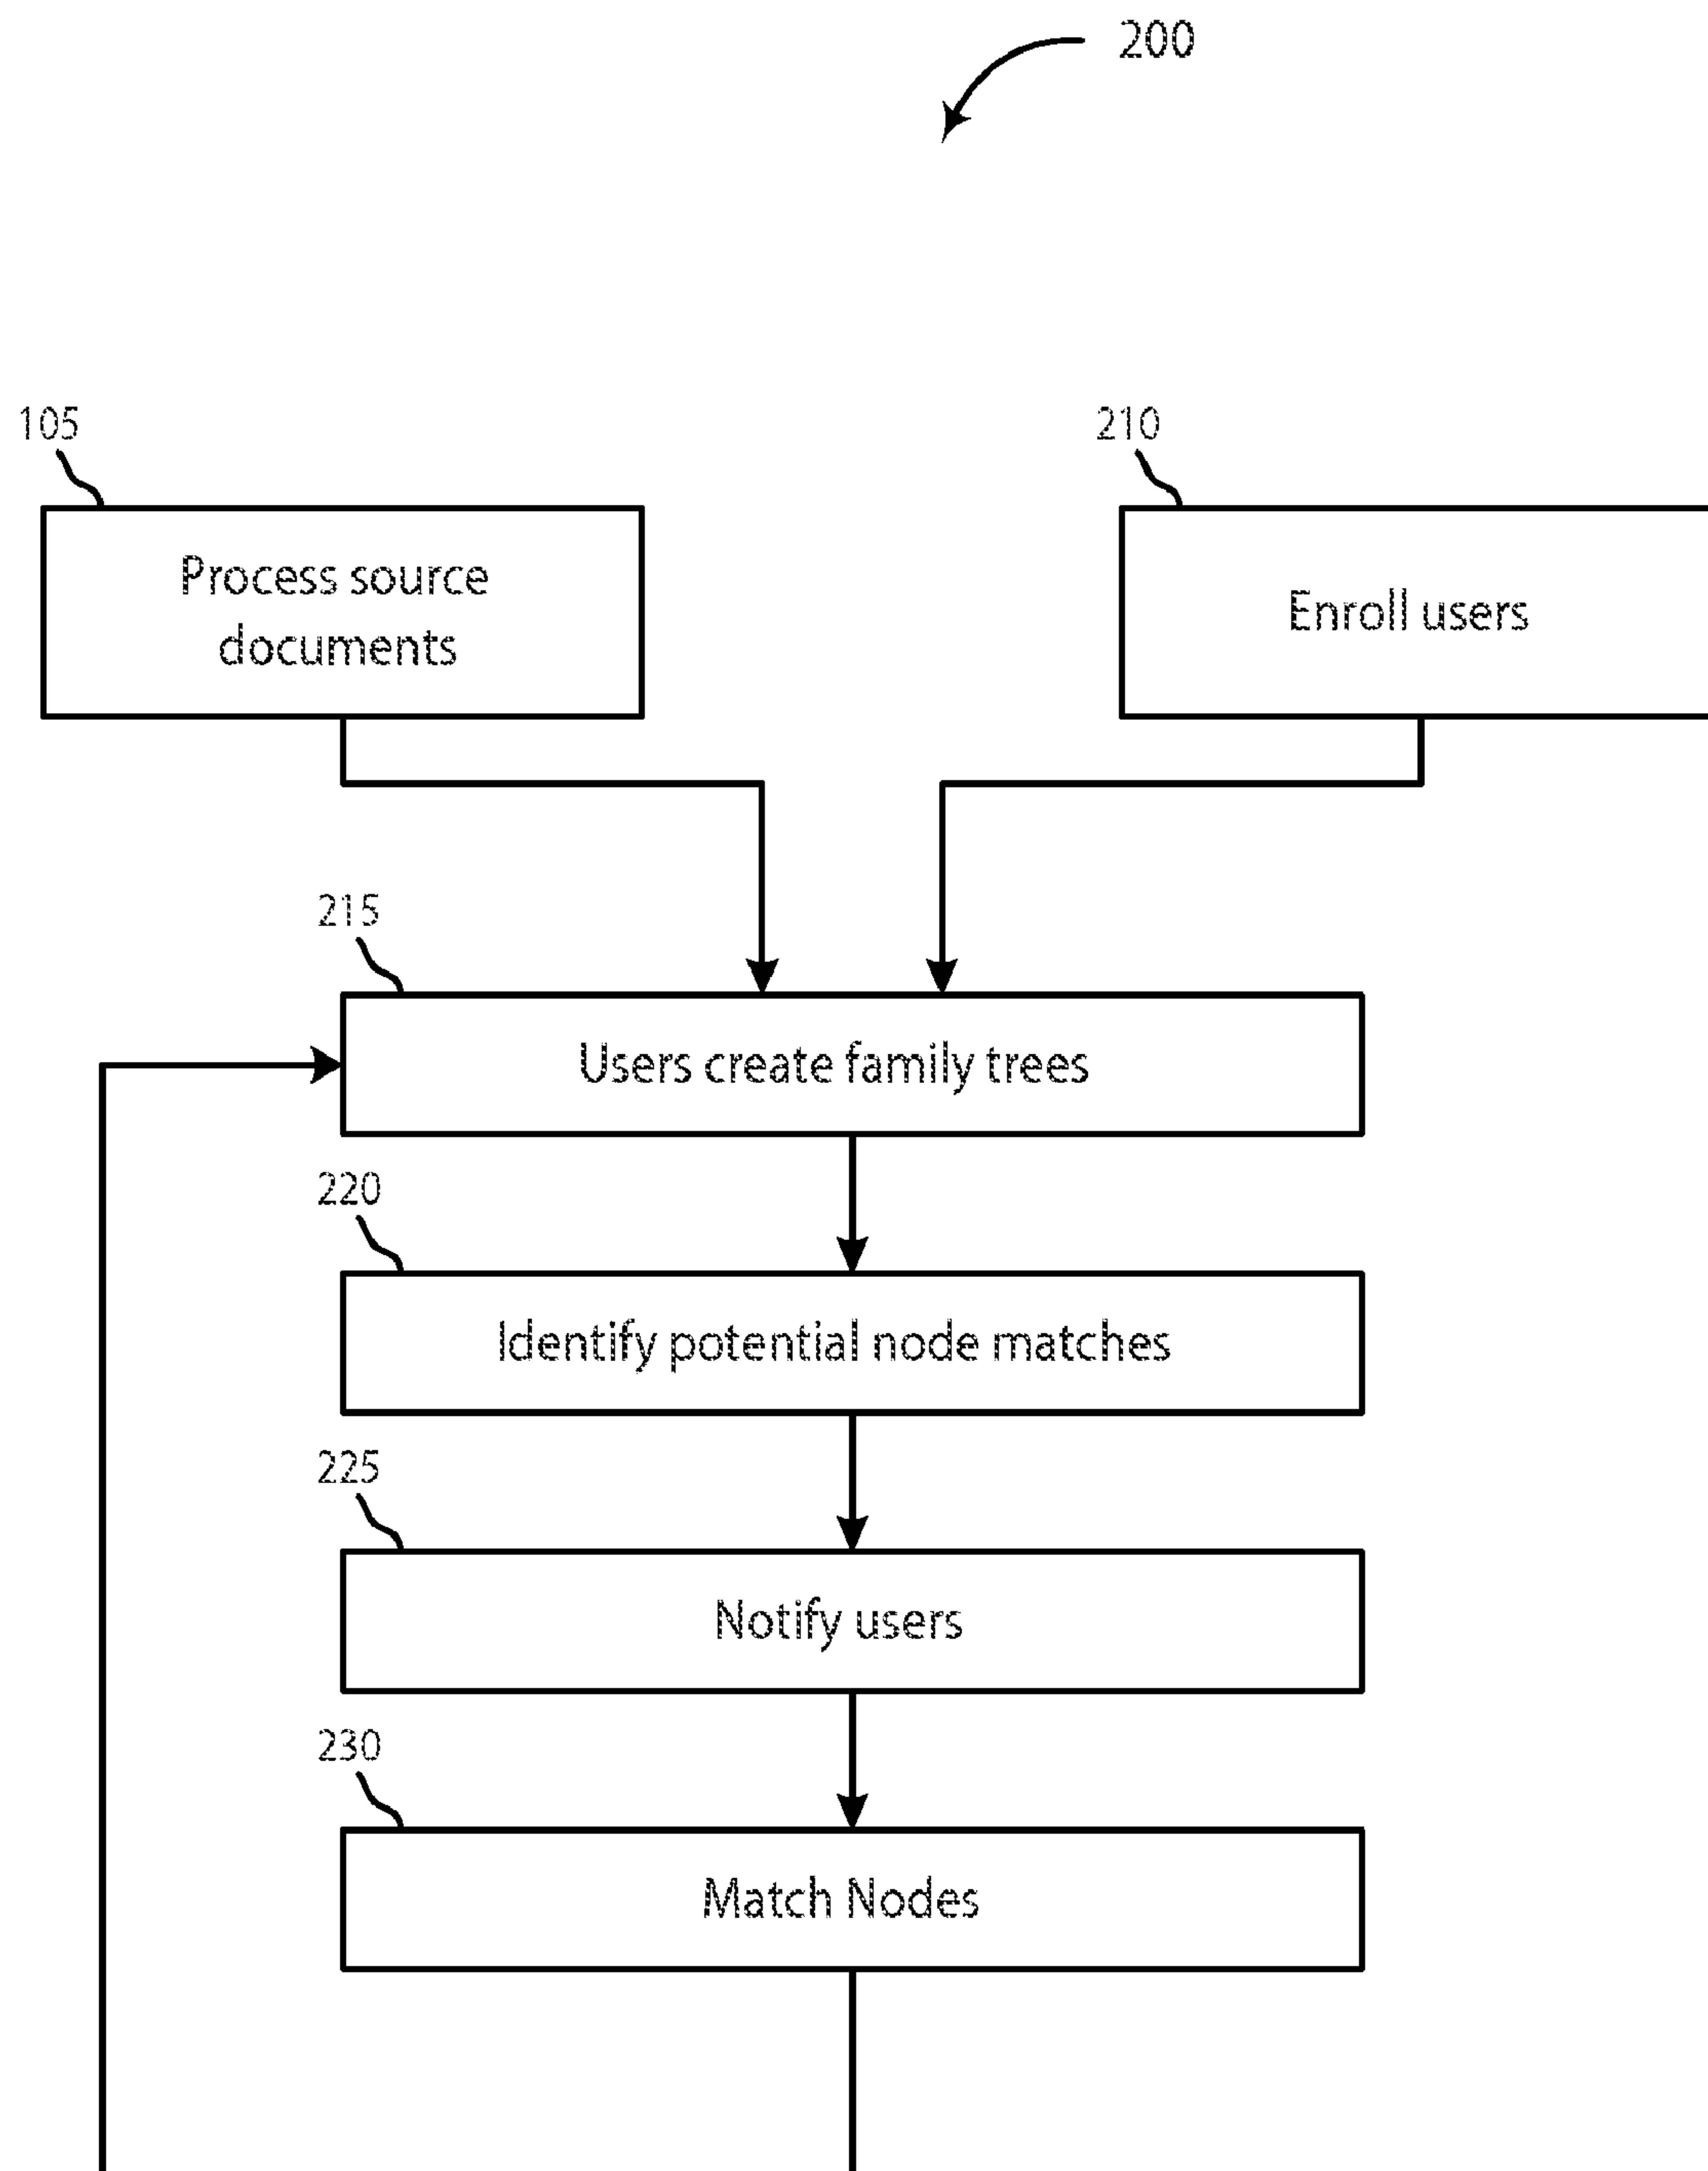 200
105
210
Process source
documents
Enroll users
215
Users create family trees
220
Identify potential node matches
225
Notify users
230
Match Nodes